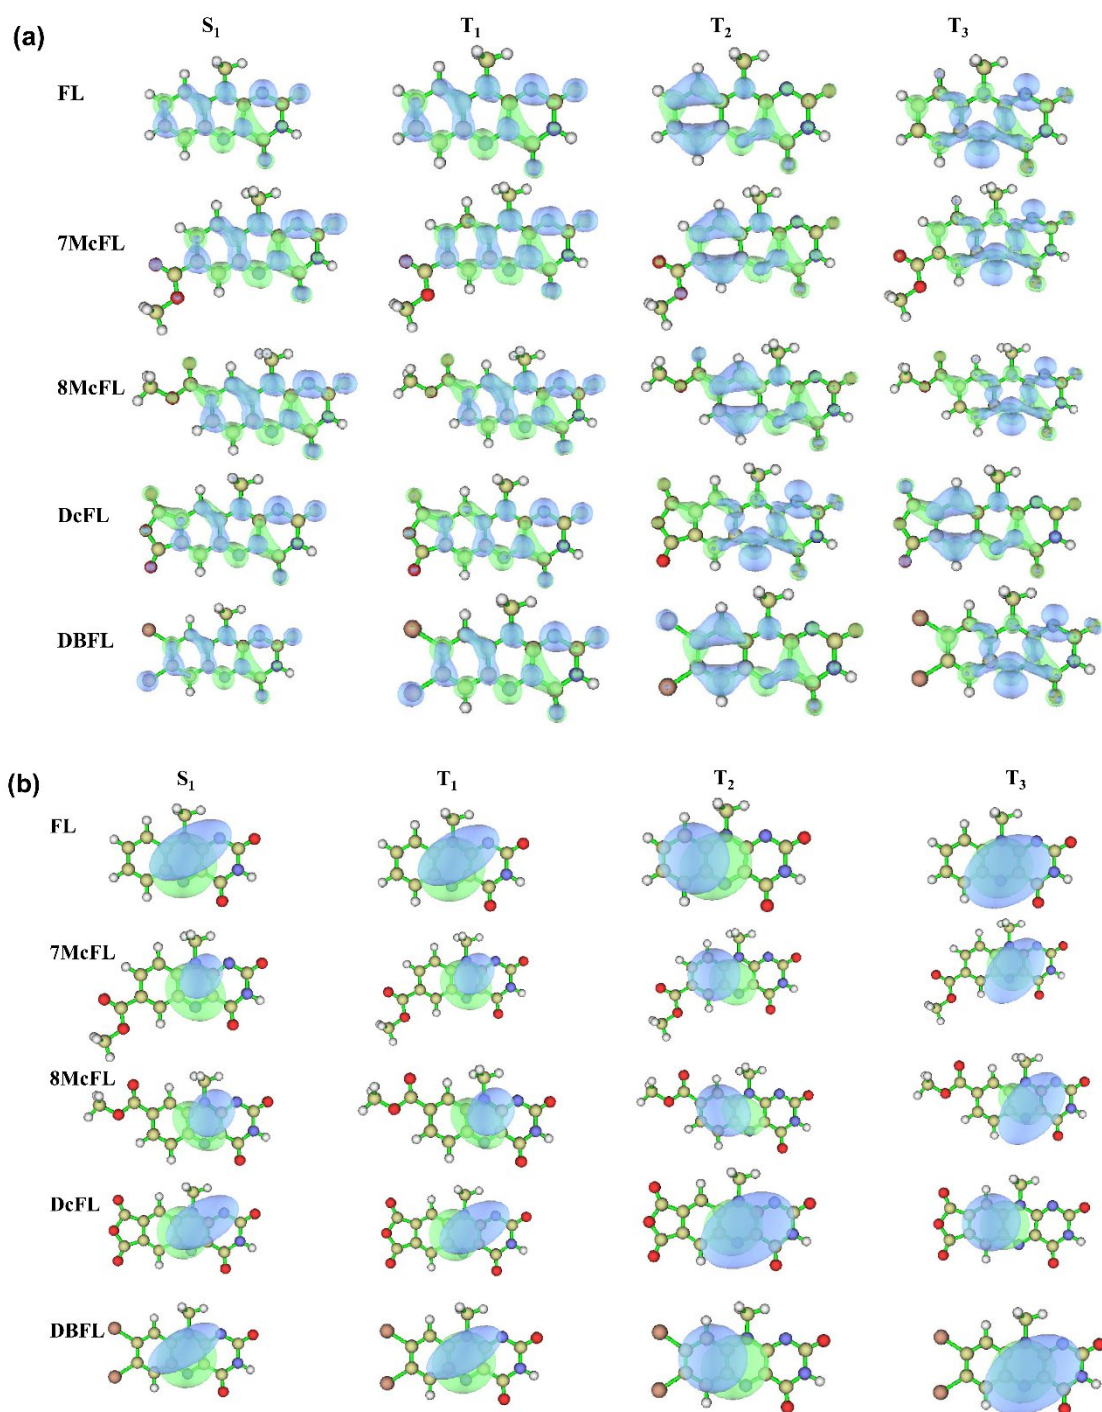 (a) S1 T1 T2 T3
FL
7McFL
8McFL
DcFL
DBFL
(b) S1 T1 T2 T3
FL
7McFL
8McFL
DcFL
DBFL